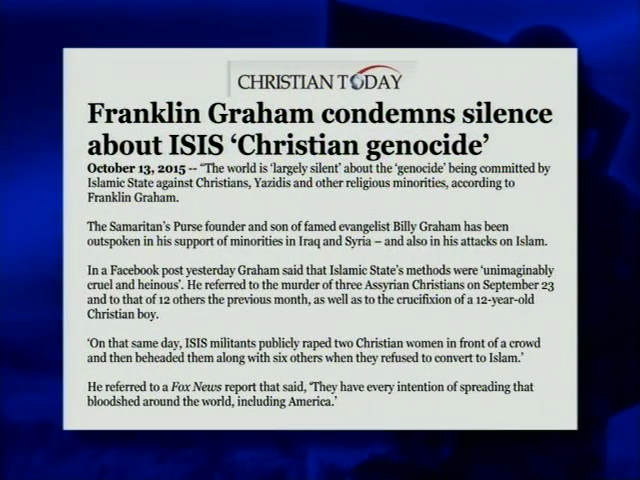 CHRISTIAN TODAY
Franklin Graham condemns silence
about ISIS ‘Christian genocide’
October 13, 2015 -- “The world is ‘largely silent’ about the ‘genocide’ being committed by
Islamic State against Christians, Yazidis and other religious minorities, according to
Franklin Graham.
The Samaritan’s Purse founder and son of famed evangelist Billy Graham has been
outspoken in his support of minorities in Iraq and Syria – and also in his attacks on Islam.
In a Facebook post yesterday Graham said that Islamic State’s methods were ‘unimaginably
cruel and heinous’. He referred to the murder of three Assyrian Christians on September 23
and to that of 12 others the previous month, as well as to the crucifixion of a 12-year-old
Christian boy.
‘On that same day, ISIS militants publicly raped two Christian women in front of a crowd
and then beheaded them along with six others when they refused to convert to Islam.’
He referred to a Fox News report that said, ‘They have every intention of spreading that
bloodshed around the world, including America.’